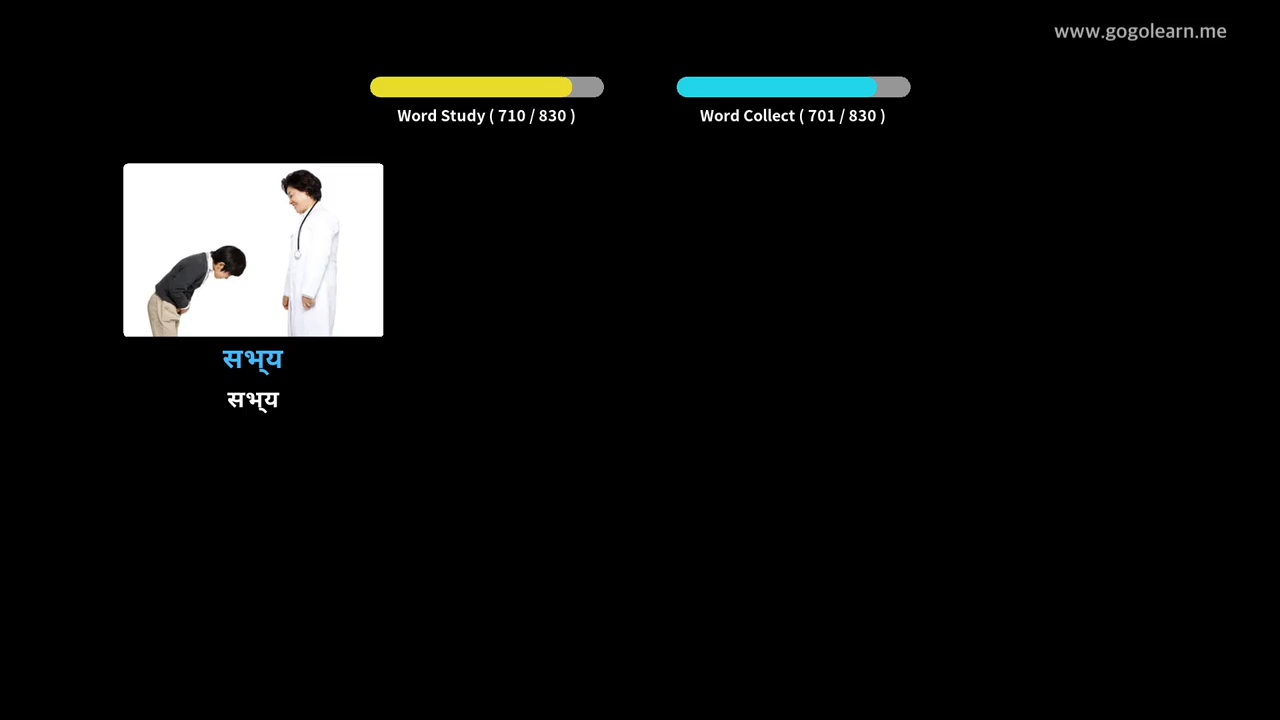 www.gogolearn.me
Word Study ( 710 / 830 )
Word Collect ( 701 / 830 )
सभ्‌य
सभ्‌य